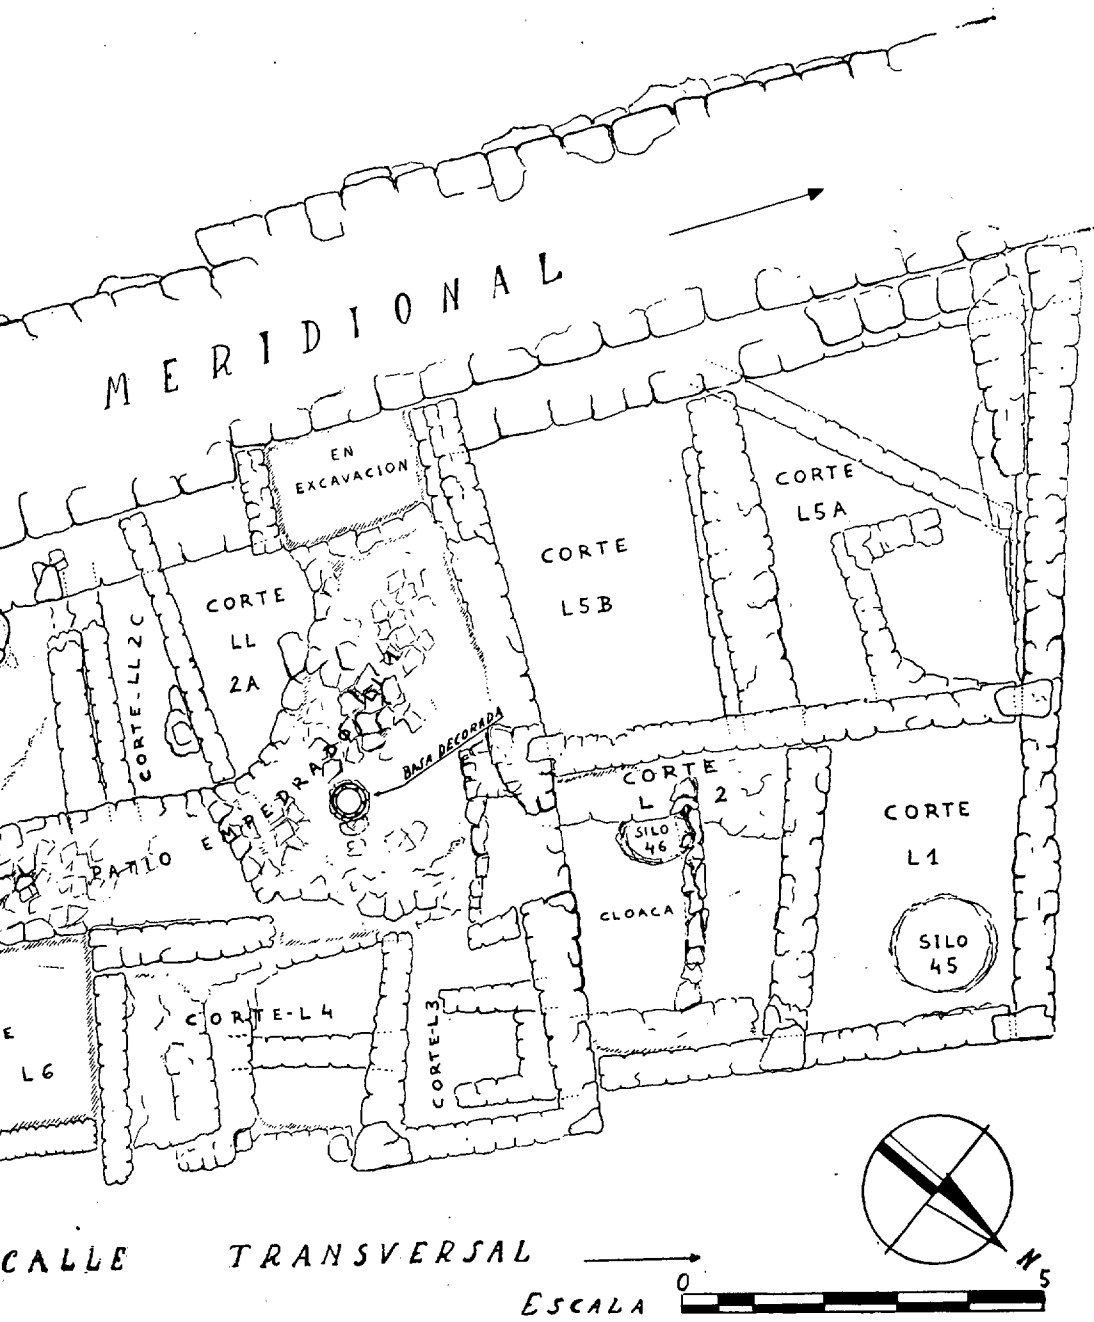 MERIDIONAL
EN
EXCAVACION
CORTE
L5A
CORTE
L5B
CORTE
LL
2A
CORTE-LL2C
BASA DECORADA
PATIO EMPEDRADO
CORTE
L 2
SILO
46
CLOACA
CORTE
L1
SILO
45
CORTE-L4
CORTE-L3
E
L6
N
CALLE TRANSVERSAL
0 5
ESCALA